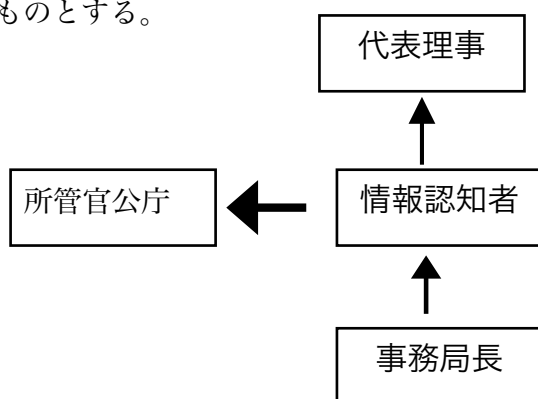 ものとする。
代表理事
所管官公庁
情報認知者
事務局長